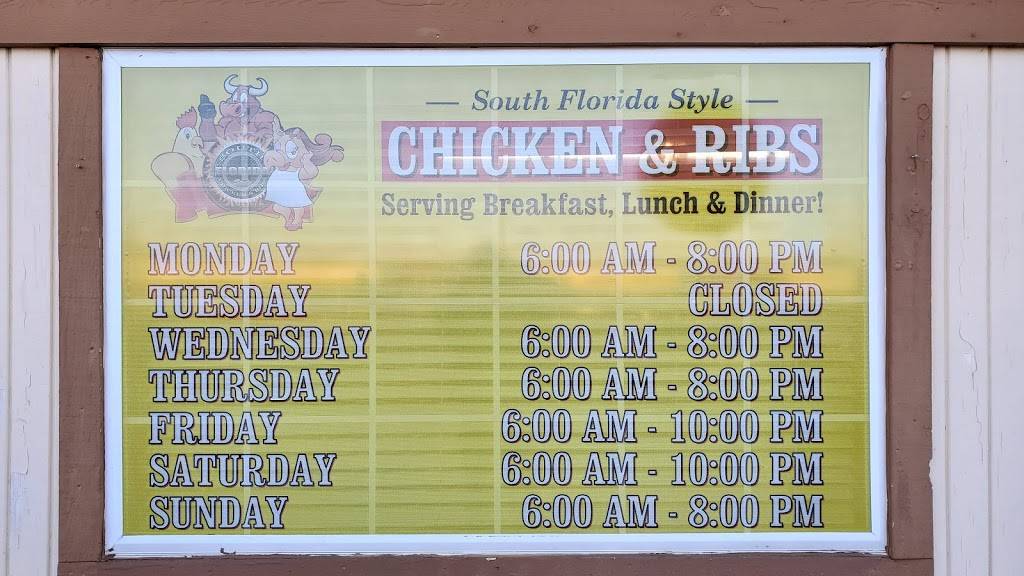 — South Florida Style —
CHICKEN & RIBS
Serving Breakfast, Lunch & Dinner!
MONDAY 6:00 AM - 8:00 PM
TUESDAY CLOSED
WEDNESDAY 6:00 AM - 8:00 PM
THURSDAY 6:00 AM - 8:00 PM
FRIDAY 6:00 AM - 10:00 PM
SATURDAY 6:00 AM - 10:00 PM
SUNDAY 6:00 AM - 8:00 PM